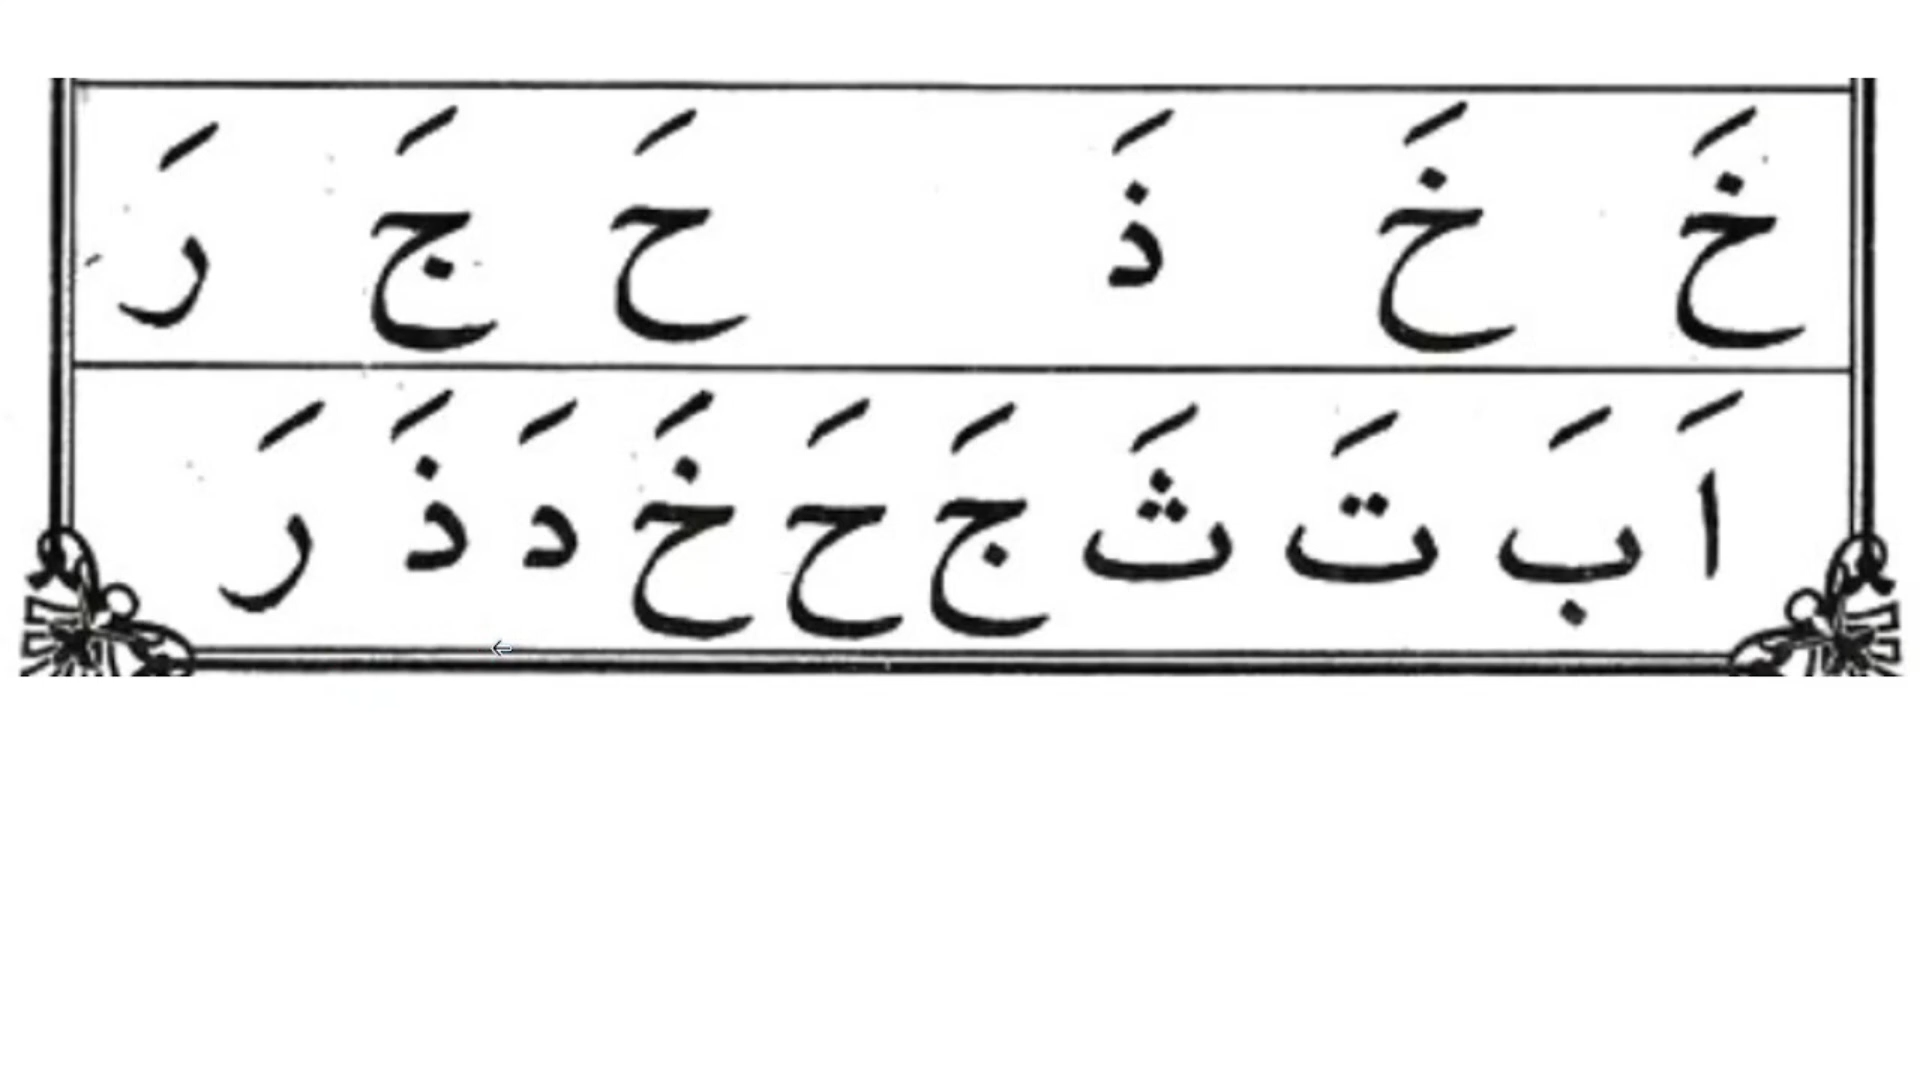 خَ خَ ذَ حَ جَ رَ
اَ بَ تَ ثَ جَ حَ خَ دَ ذَ رَ